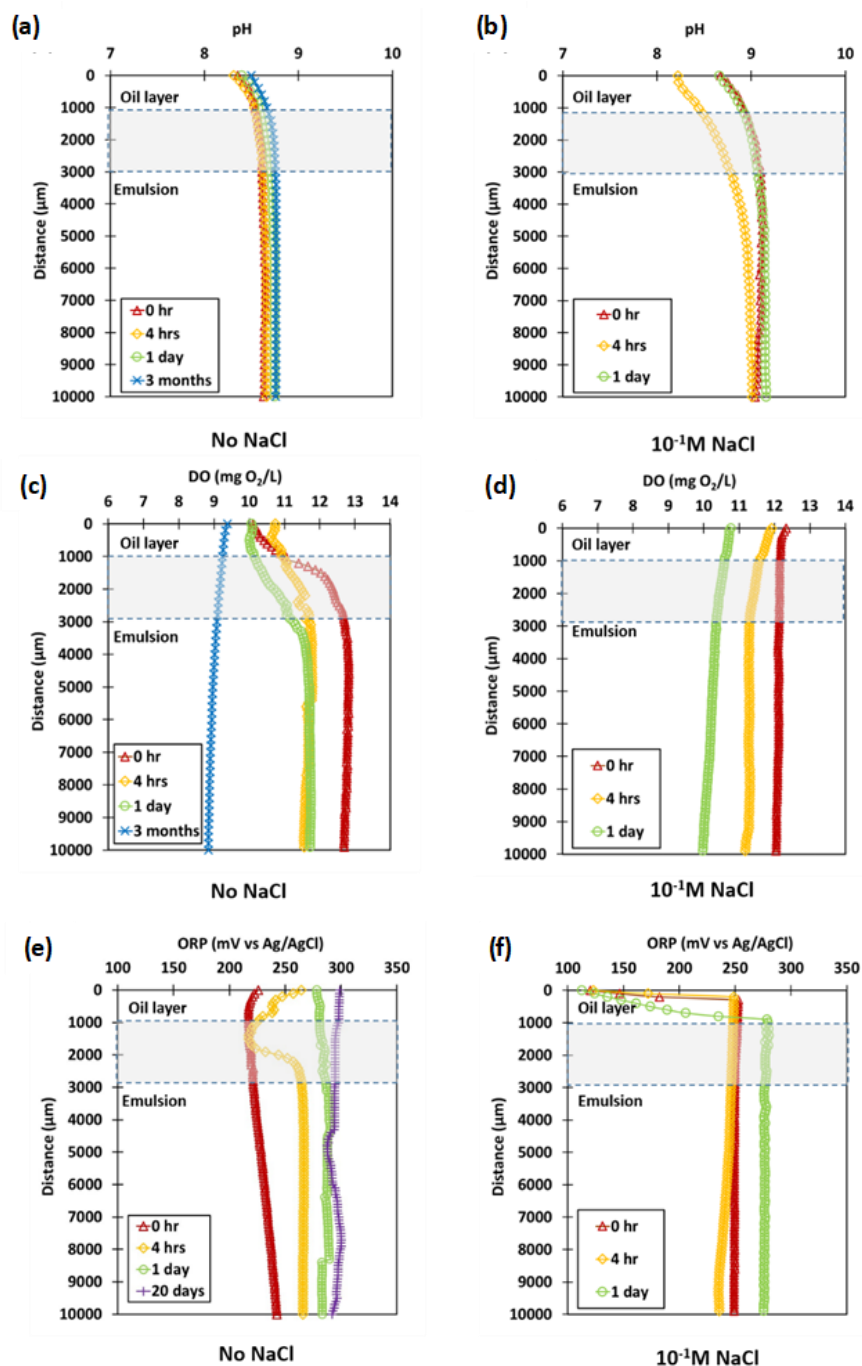 (a)
pH
7 8 9 10
0
1000
2000
3000
4000
5000
6000
7000
8000
9000
10000
Distance (µm)
Oil layer
Emulsion
0 hr
4 hrs
1 day
3 months
No NaCl
(b)
pH
7 8 9 10
0
1000
2000
3000
4000
5000
6000
7000
8000
9000
10000
Distance (µm)
Oil layer
Emulsion
0 hr
4 hrs
1 day
10⁻¹M NaCl
(c)
DO (mg O₂/L)
6 7 8 9 10 11 12 13 14
0
1000
2000
3000
4000
5000
6000
7000
8000
9000
10000
Distance (µm)
Oil layer
Emulsion
0 hr
4 hrs
1 day
3 months
No NaCl
(d)
DO (mg O₂/L)
6 7 8 9 10 11 12 13 14
0
1000
2000
3000
4000
5000
6000
7000
8000
9000
10000
Distance (µm)
Oil layer
Emulsion
0 hr
4 hrs
1 day
10⁻¹M NaCl
(e)
ORP (mV vs Ag/AgCl)
100 150 200 250 300 350
0
1000
2000
3000
4000
5000
6000
7000
8000
9000
10000
Distance (µm)
Oil layer
Emulsion
0 hr
4 hrs
1 day
20 days
No NaCl
(f)
ORP (mV vs Ag/AgCl)
100 150 200 250 300 350
0
1000
2000
3000
4000
5000
6000
7000
8000
9000
10000
Distance (µm)
Oil layer
Emulsion
0 hr
4 hr
1 day
10⁻¹M NaCl